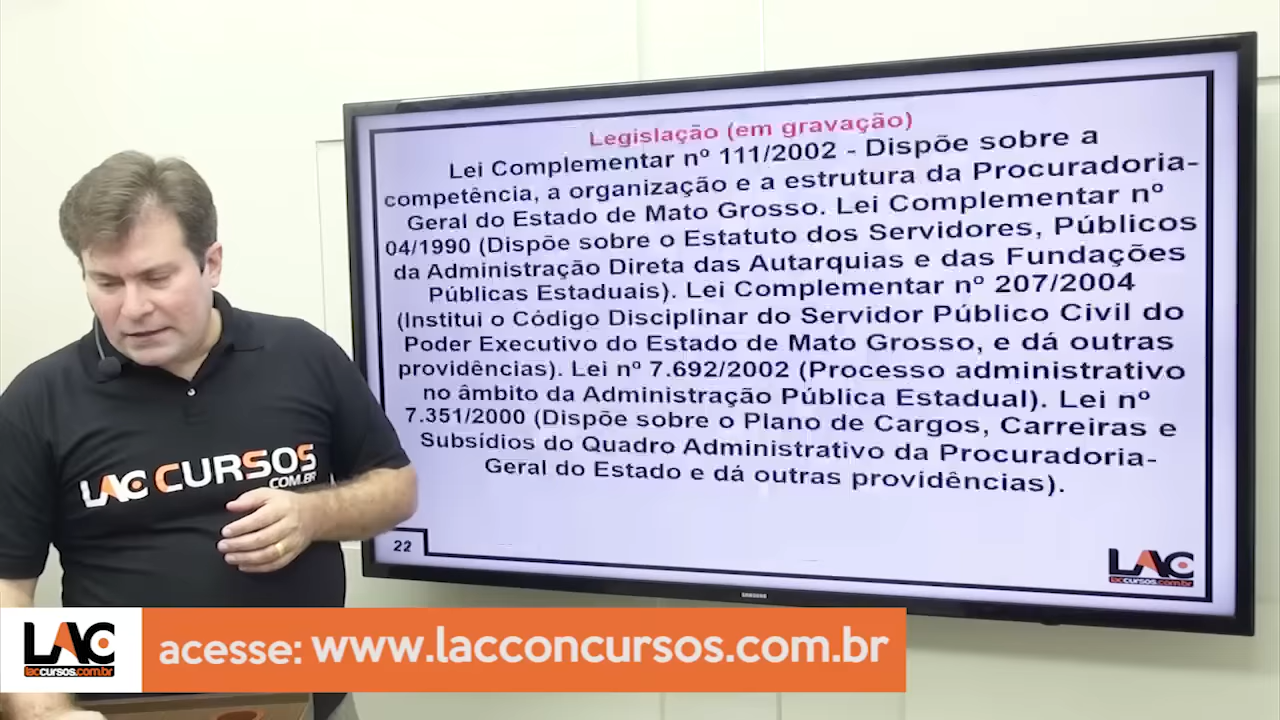 Legislação (em gravação)
Lei Complementar nº 111/2002 - Dispõe sobre a
competência, a organização e a estrutura da Procuradoria-
Geral do Estado de Mato Grosso. Lei Complementar nº
04/1990 (Dispõe sobre o Estatuto dos Servidores, Públicos
da Administração Direta das Autarquias e das Fundações
Públicas Estaduais). Lei Complementar nº 207/2004
(Institui o Código Disciplinar do Servidor Público Civil do
Poder Executivo do Estado de Mato Grosso, e dá outras
providências). Lei nº 7.692/2002 (Processo administrativo
no âmbito da Administração Pública Estadual). Lei nº
7.351/2000 (Dispõe sobre o Plano de Cargos, Carreiras e
Subsídios do Quadro Administrativo da Procuradoria-
Geral do Estado e dá outras providências).
22
LAC
laccursos.com.br
SAMSUNG
LAC CURSOS
.COM.BR
LAC
laccursos.com.br
acesse: www.lacconcursos.com.br